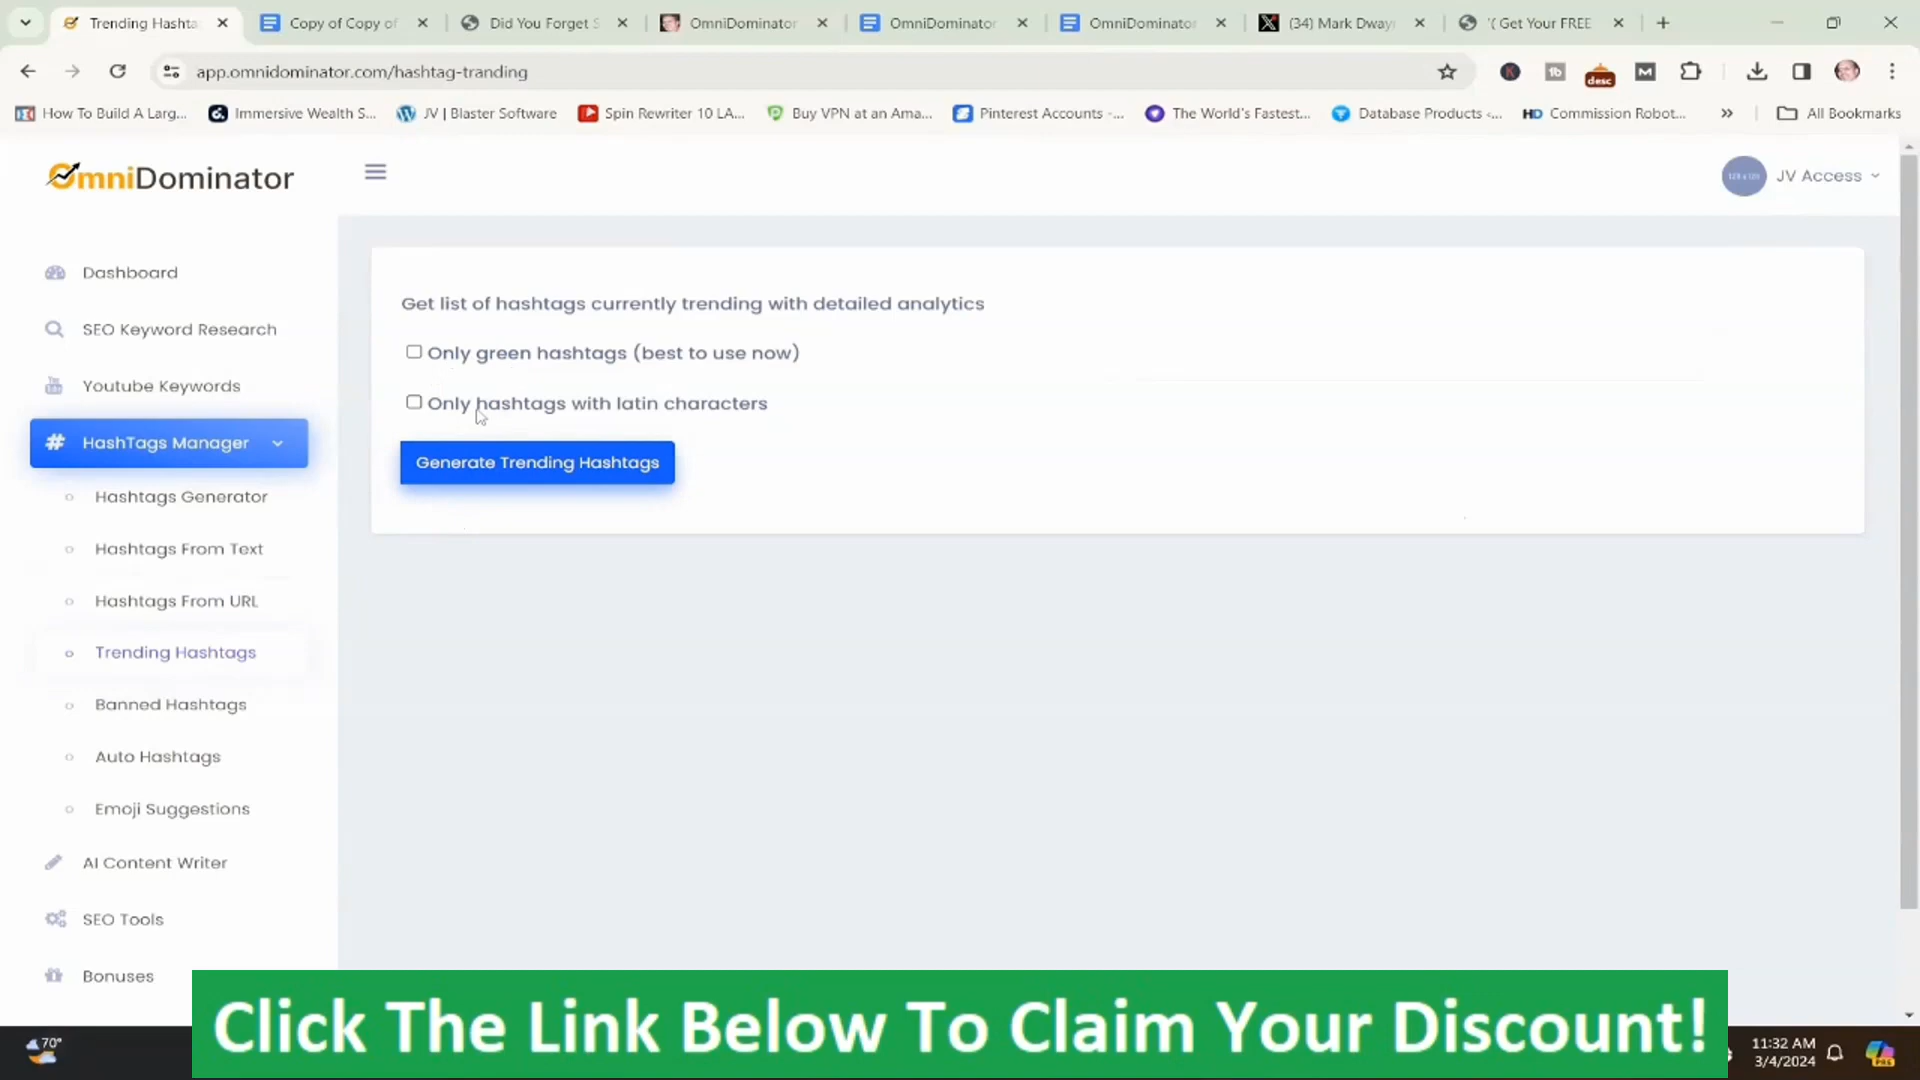 Trending Hashta
Copy of Copy of
Did You Forget S
OmniDominator
OmniDominator
OmniDominator
(34) Mark Dway
'( Get Your FREE
app.omnidominator.com/hashtag-tranding
K
tb
desc
M
How To Build A Larg...
Immersive Wealth S...
JV | Blaster Software
Spin Rewriter 10 LA...
Buy VPN at an Ama...
Pinterest Accounts -...
The World's Fastest...
Database Products -...
HD Commission Robot...
All Bookmarks
OmniDominator
JV Access
Dashboard
SEO Keyword Research
Youtube Keywords
# HashTags Manager
Hashtags Generator
Hashtags From Text
Hashtags From URL
Trending Hashtags
Banned Hashtags
Auto Hashtags
Emoji Suggestions
AI Content Writer
SEO Tools
Bonuses
Get list of hashtags currently trending with detailed analytics
Only green hashtags (best to use now)
Only hashtags with latin characters
Generate Trending Hashtags
Click The Link Below To Claim Your Discount!
70°
11:32 AM
3/4/2024